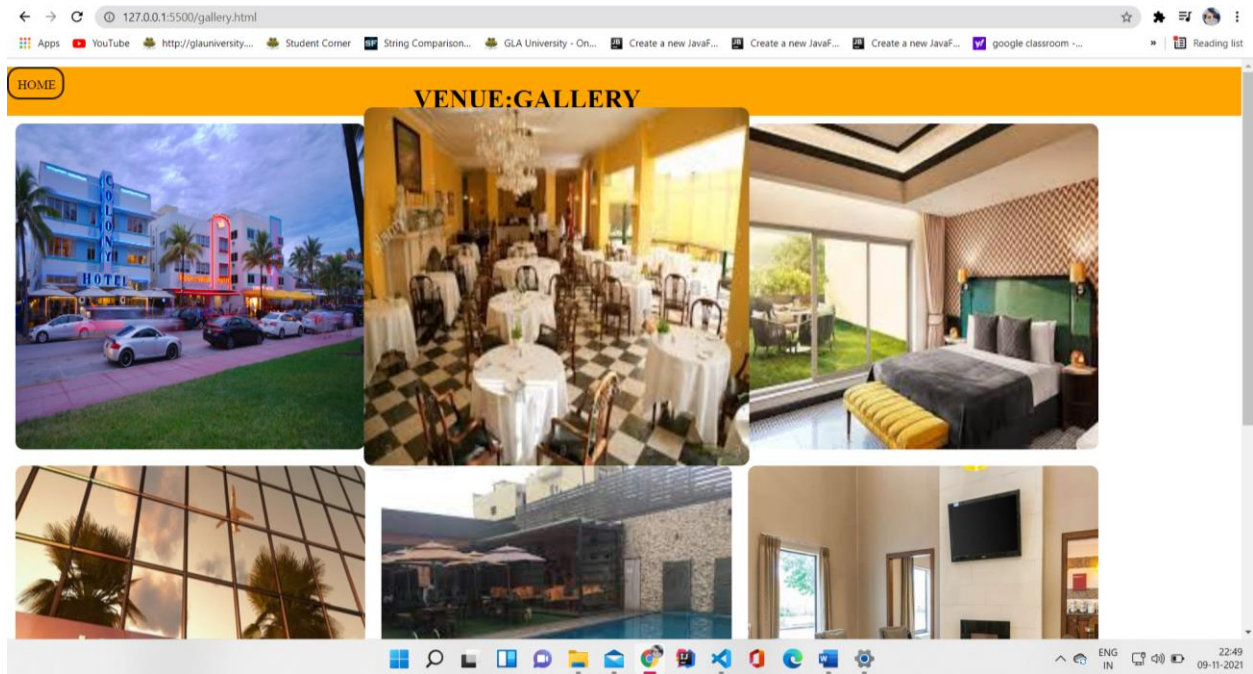 127.0.0.1:5500/gallery.html
Apps YouTube http://glauniversity.... Student Corner String Comparison... GLA University - On... Create a new JavaF... Create a new JavaF... Create a new JavaF... google classroom -... » Reading list
HOME
VENUE:GALLERY
COLONY
HOTEL
ENG
IN
22:49
09-11-2021